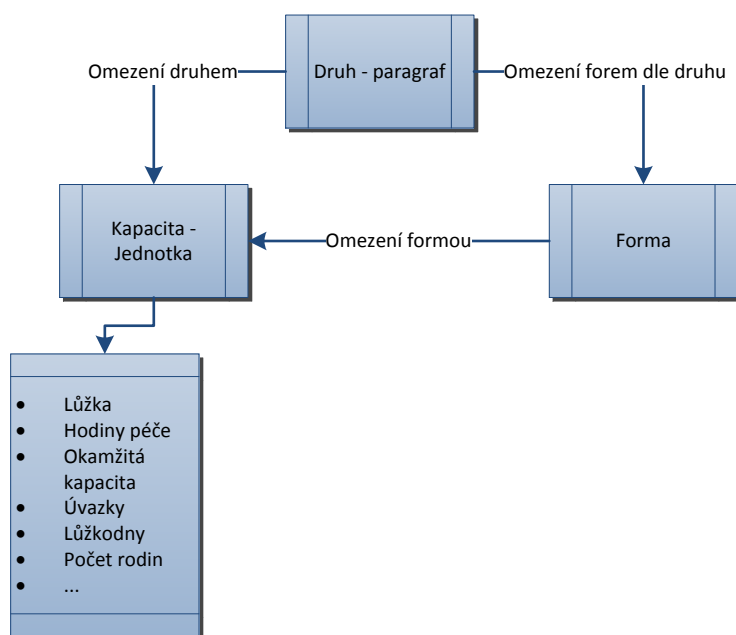 Omezení druhem
Druh - paragraf
Omezení forem dle druhu
Kapacita -
Jednotka
Omezení formou
Forma
• Lůžka
• Hodiny péče
• Okamžitá
kapacita
• Úvazky
• Lůžkodny
• Počet rodin
• ...